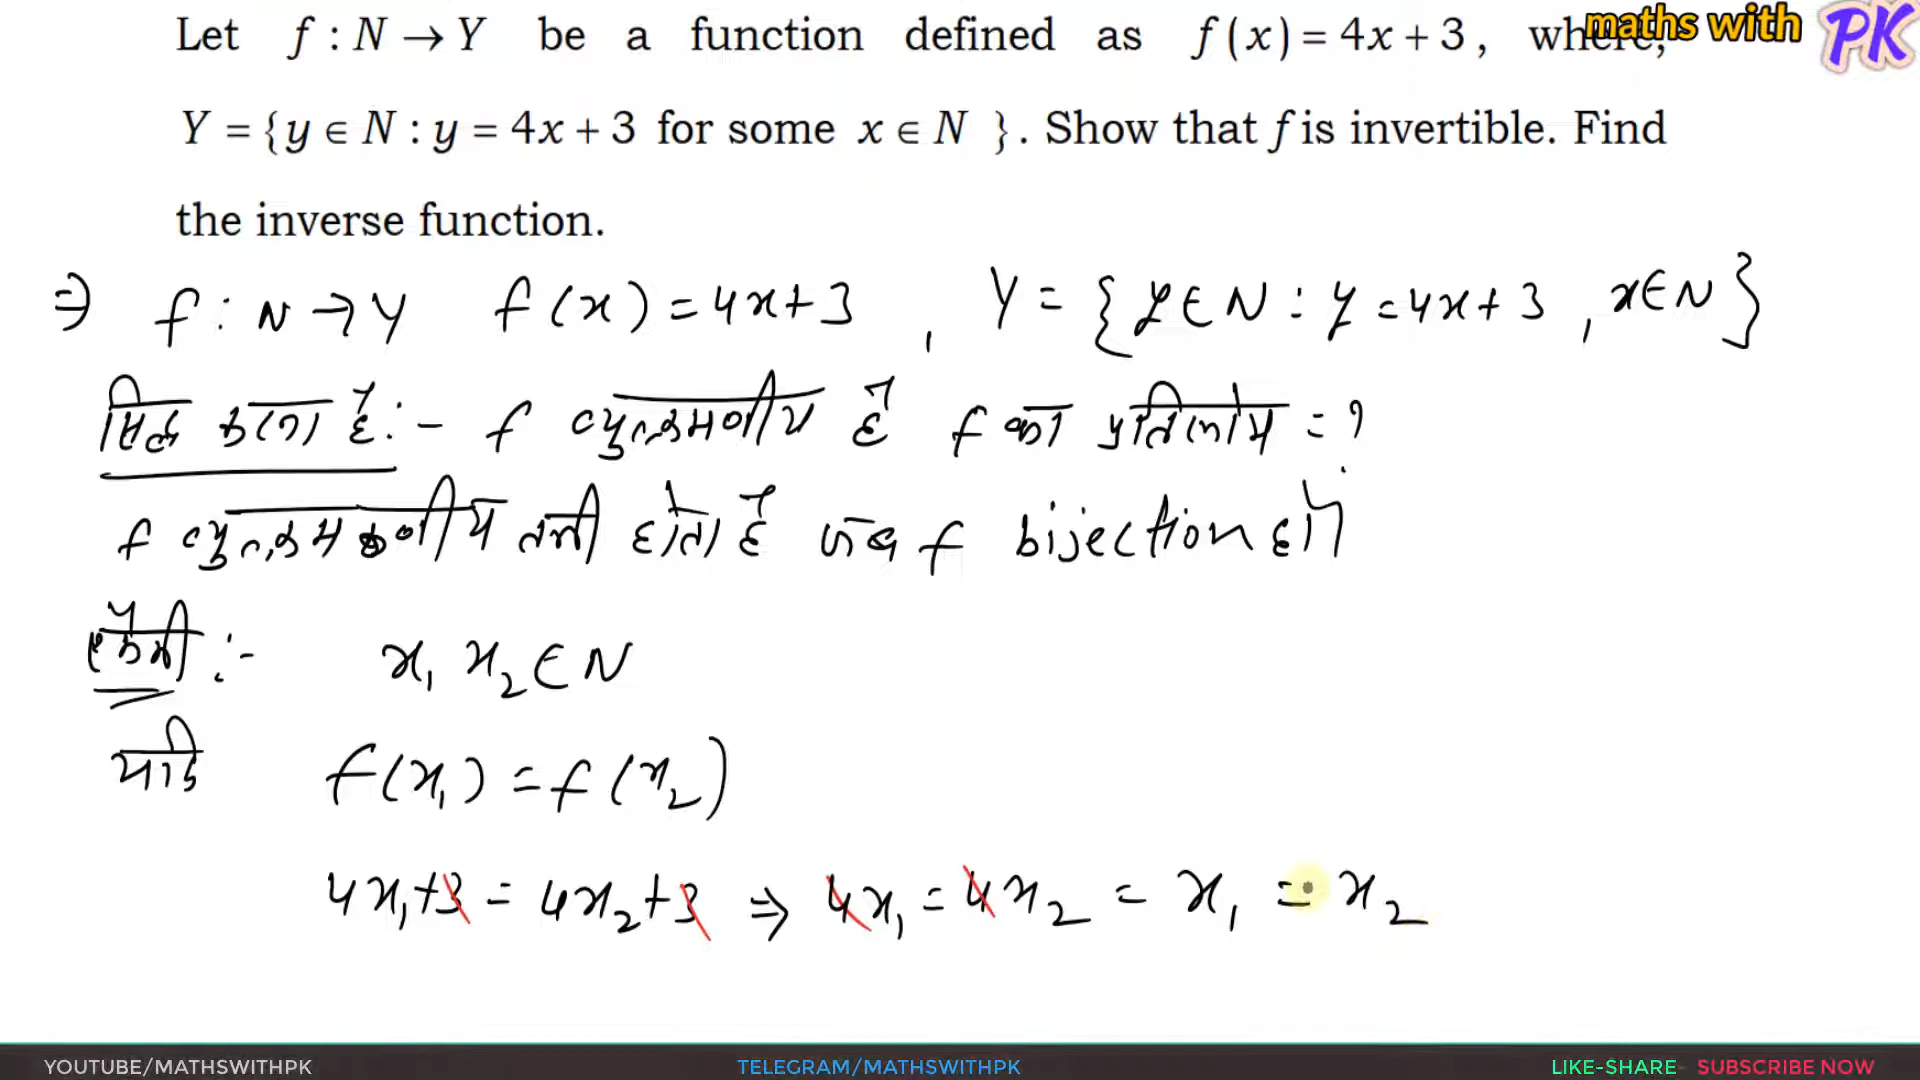 maths with PK
Let f : N → Y be a function defined as f (x) = 4x + 3 , where,
Y = { y ∈ N : y = 4x + 3 for some x ∈ N } . Show that f is invertible. Find
the inverse function.
⇒ f : N → Y f(x) = 4x+3 , Y = { y ∈ N : y = 4x + 3 , x ∈ N }
सिद्ध करना है :- f व्युत्क्रमणीय है f का प्रतिलोम = ?
f व्युत्क्रमणीय तभी होता है जब f bijection हो
एकैकी :- x₁ x₂ ∈ N
यदि f(x₁) = f(x₂)
4x₁+3 = 4x₂+3 ⇒ 4x₁ = 4x₂ = x₁ = x₂
YOUTUBE/MATHSWITHPK TELEGRAM/MATHSWITHPK LIKE-SHARE- SUBSCRIBE NOW